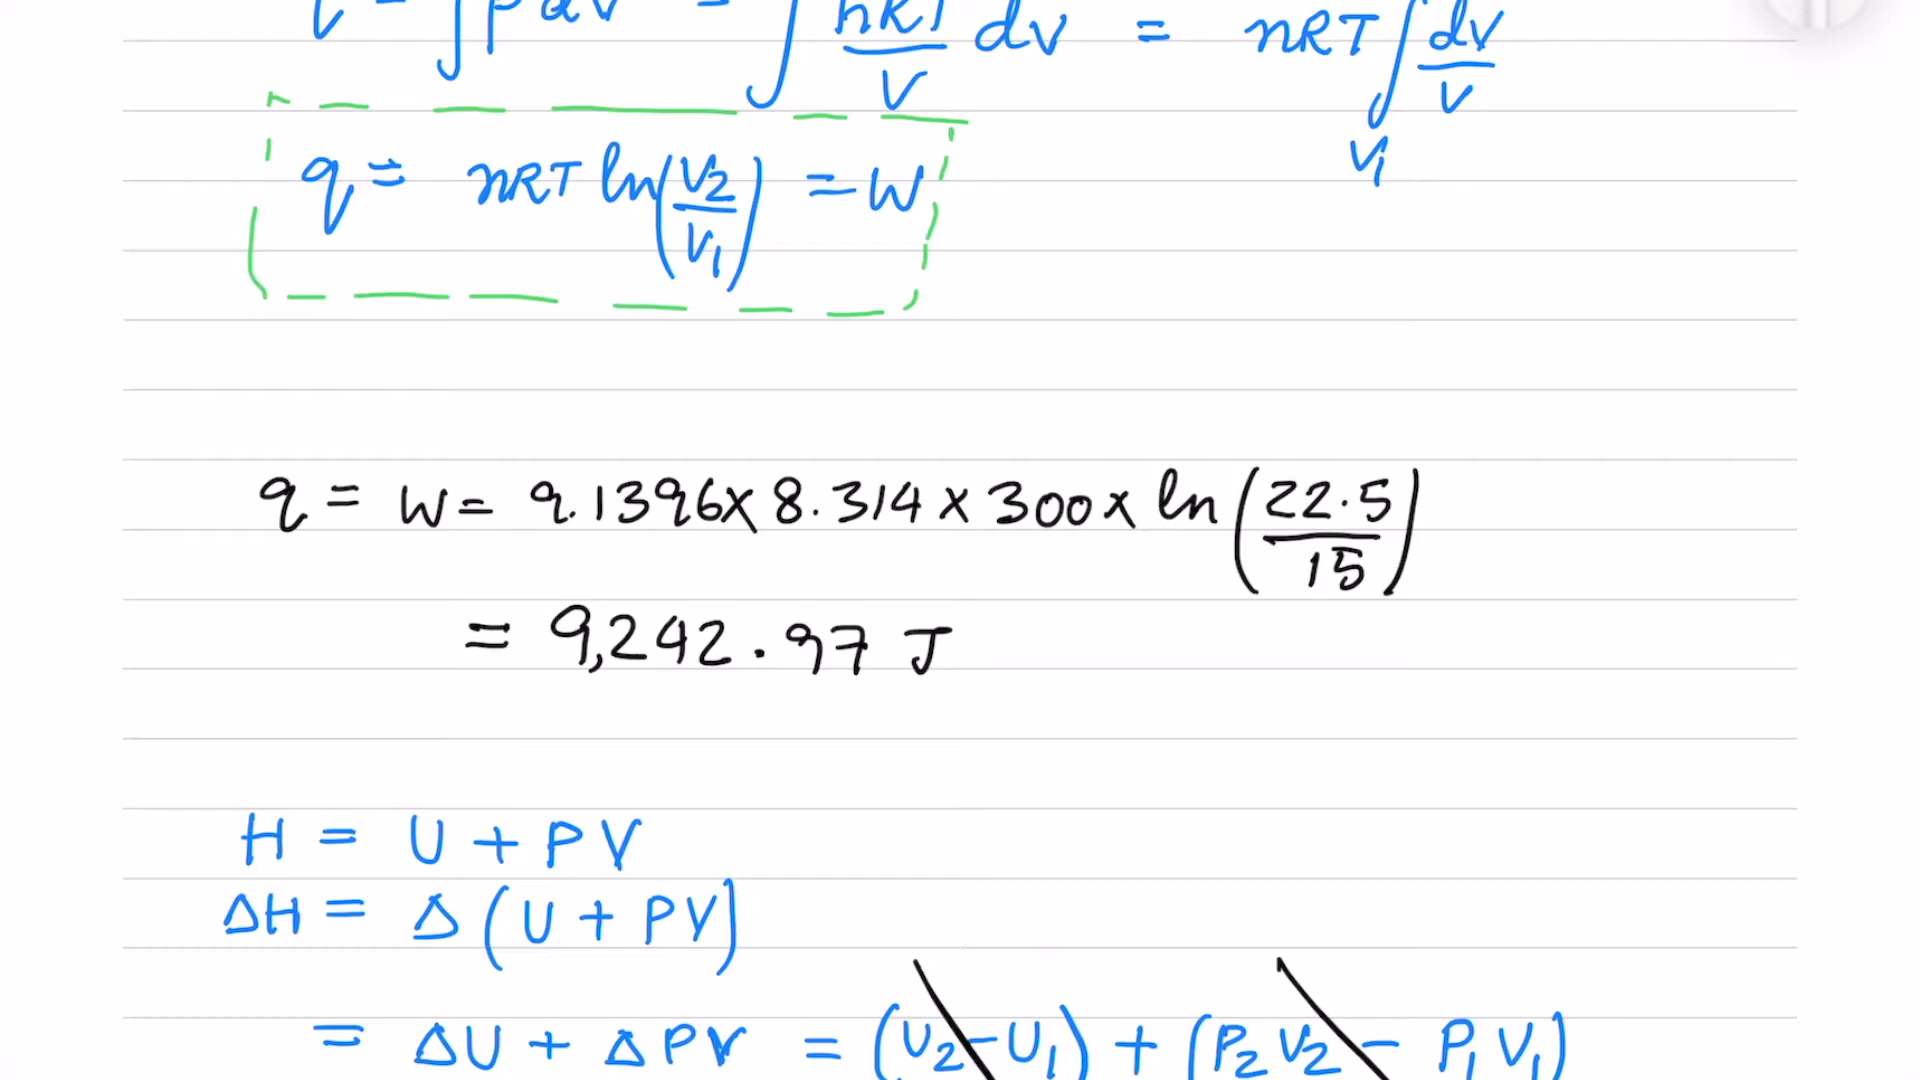 q = ∫PdV = ∫ nRT/V dV = nRT ∫V₁ dV/V
q = nRT ln(V₂/V₁) = W
q = W = 9.1396 x 8.314 x 300 x ln(22.5/15)
= 9,242.97 J
H = U + PV
ΔH = Δ(U + PV)
= ΔU + ΔPV = (U₂ - U₁) + (P₂V₂ - P₁V₁)